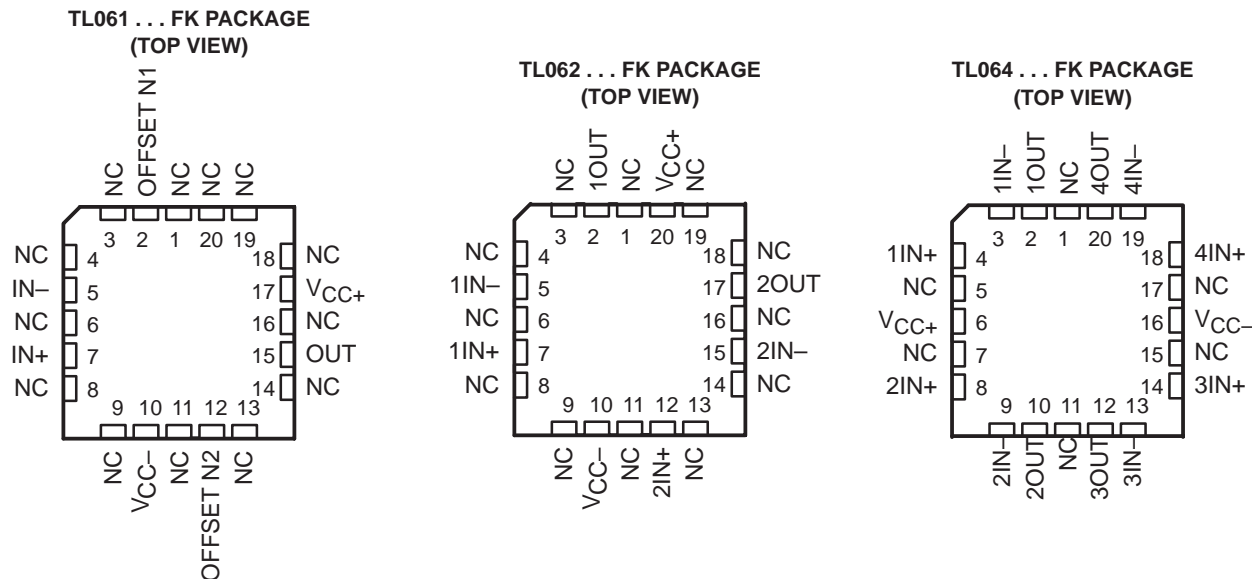 TL061 . . . FK PACKAGE
(TOP VIEW)
NC
OFFSET N1
NC
NC
NC
3 2 1 20 19
NC 4
IN– 5
NC 6
IN+ 7
NC 8
18 NC
17 VCC+
16 NC
15 OUT
14 NC
9 10 11 12 13
NC
VCC–
NC
OFFSET N2
NC
TL062 . . . FK PACKAGE
(TOP VIEW)
NC
1OUT
NC
VCC+
NC
3 2 1 20 19
NC 4
1IN– 5
NC 6
1IN+ 7
NC 8
18 NC
17 2OUT
16 NC
15 2IN–
14 NC
9 10 11 12 13
NC
VCC–
NC
2IN+
NC
TL064 . . . FK PACKAGE
(TOP VIEW)
1IN–
1OUT
NC
4OUT
4IN–
3 2 1 20 19
1IN+ 4
NC 5
VCC+ 6
NC 7
2IN+ 8
18 4IN+
17 NC
16 VCC–
15 NC
14 3IN+
9 10 11 12 13
2IN–
2OUT
NC
3OUT
3IN–